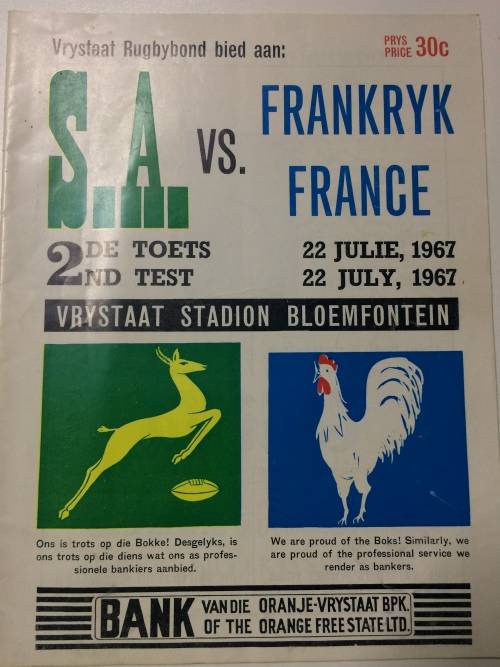 Vrystaat Rugbybond bied aan:
PRYS
PRICE 30c
S.A.
VS.
FRANKRYK
FRANCE
2DE TOETS
2ND TEST
22 JULIE, 1967
22 JULY, 1967
VRYSTAAT STADION BLOEMFONTEIN
Ons is trots op die Bokke! Desgelyks, is
ons trots op die diens wat ons as profes-
sionele bankiers aanbied.
We are proud of the Boks! Similarly, we
are proud of the professional service we
render as bankers.
BANK
VAN DIE ORANJE-VRYSTAAT BPK.
OF THE ORANGE FREE STATE LTD.